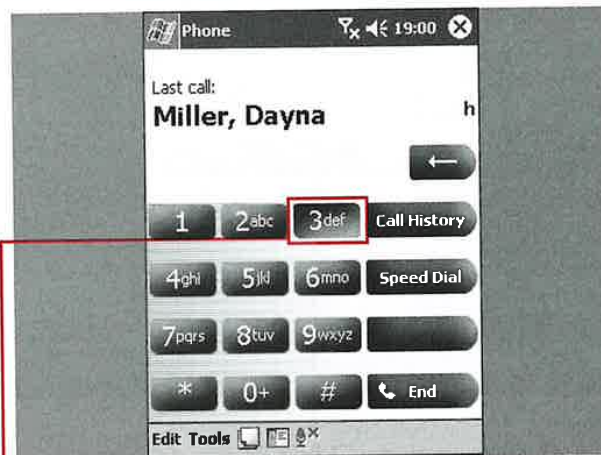 Phone 19:00
Last call:
Miller, Dayna h
1 2abc 3def Call History
4ghi 5jkl 6mno Speed Dial
7pqrs 8tuv 9wxyz
* 0+ # End
Edit Tools